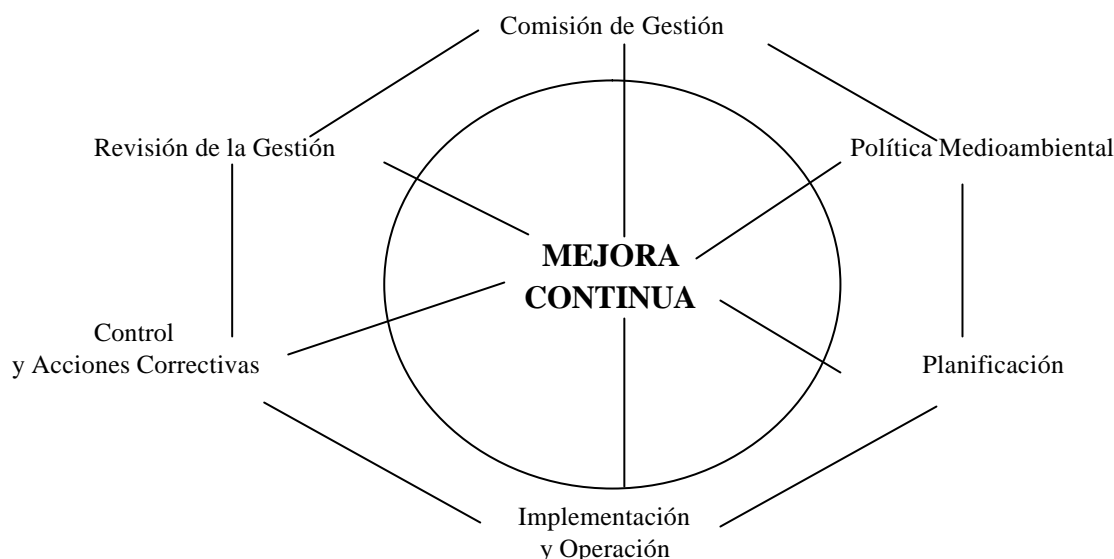 Comisión de Gestión
Revisión de la Gestión
Política Medioambiental
MEJORA
CONTINUA
Control
y Acciones Correctivas
Planificación
Implementación
y Operación